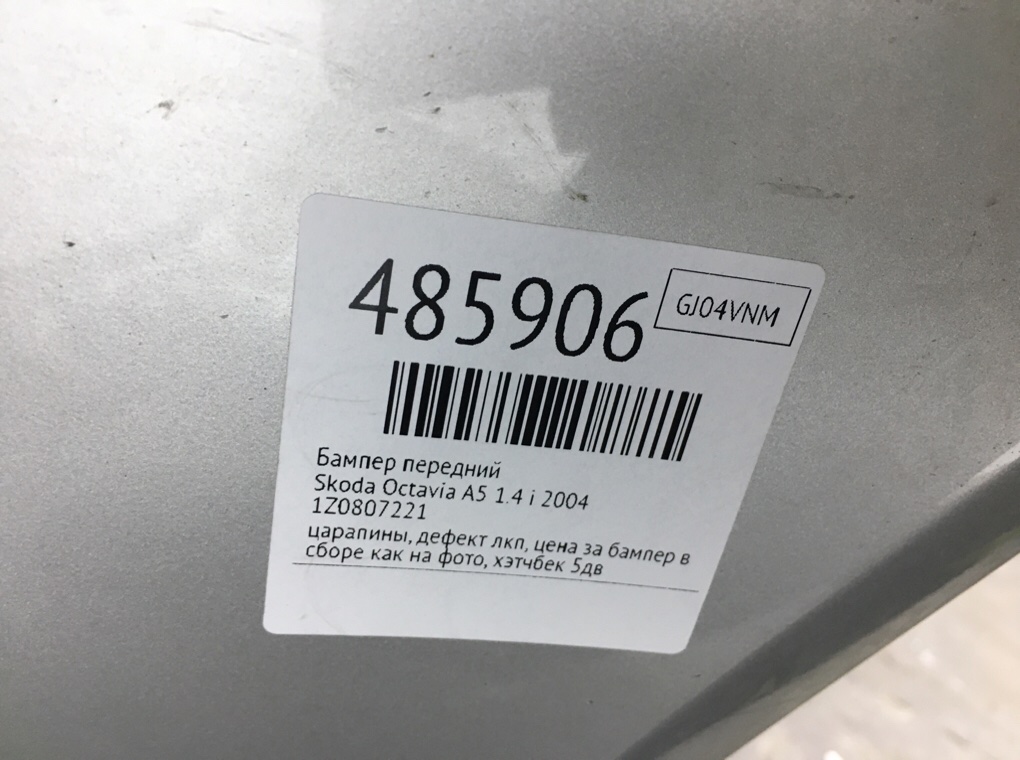 485906
GJ04VNM
Бампер передний
Skoda Octavia A5 1.4 i 2004
1Z0807221
царапины, дефект лкп, цена за бампер в
сборе как на фото, хэтчбек 5дв